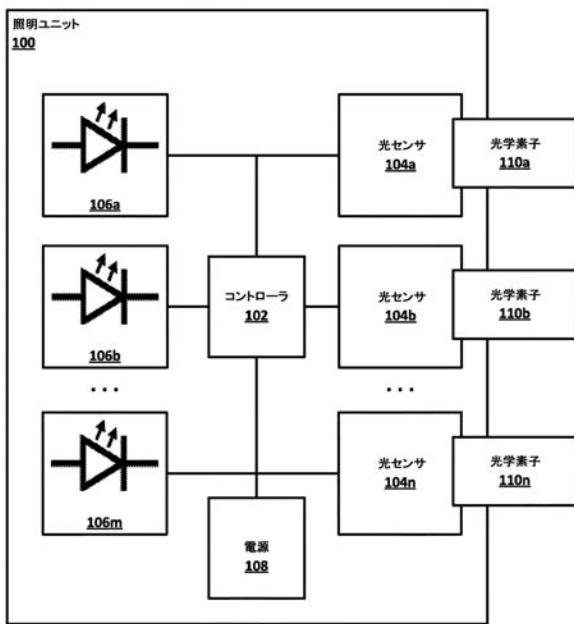 照明ユニット
100
106a
光センサ
104a
光学素子
110a
106b
コントローラ
102
光センサ
104b
光学素子
110b
...
...
106m
光センサ
104n
光学素子
110n
電源
108